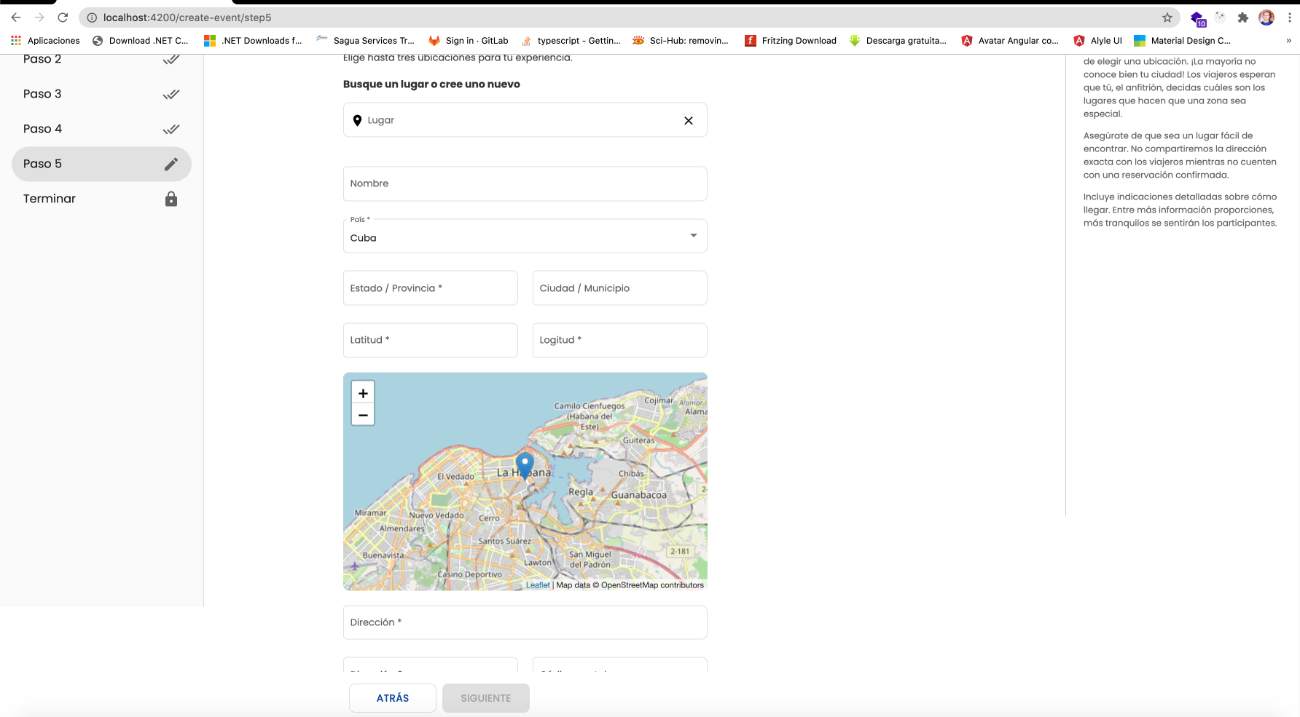 localhost:4200/create-event/step5
10
Aplicaciones
Download .NET C...
.NET Downloads f...
Sagua Services Tr...
Sign in · GitLab
typescript - Gettin...
Sci-Hub: removin...
Fritzing Download
Descarga gratuita...
Avatar Angular co...
Alyle UI
Material Design C...
»
Paso 2
Paso 3
Paso 4
Paso 5
Terminar
Elige hasta tres ubicaciones para tu experiencia.
Busque un lugar o cree uno nuevo
Lugar
Nombre
País *
Cuba
Estado / Provincia *
Ciudad / Municipio
Latitud *
Logitud *
+
−
Camilo Cienfuegos
(Habana del
Este)
Cojimar
Alamar
Guiteras
El Vedado
La Habana
Chibás
Regla
Guanabacoa
Miramar
Nuevo Vedado
Cerro
Almendares
Santos Suárez
Buenavista
Lawton
San Miguel
del Padrón
2-181
Casino Deportivo
Leaflet | Map data © OpenStreetMap contributors
Dirección *
ATRÁS
SIGUIENTE
de elegir una ubicación. ¡La mayoría no
conoce bien tu ciudad! Los viajeros esperan
que tú, el anfitrión, decidas cuáles son los
lugares que hacen que una zona sea
especial.
Asegúrate de que sea un lugar fácil de
encontrar. No compartiremos la dirección
exacta con los viajeros mientras no cuenten
con una reservación confirmada.
Incluye indicaciones detalladas sobre cómo
llegar. Entre más información proporciones,
más tranquilos se sentirán los participantes.